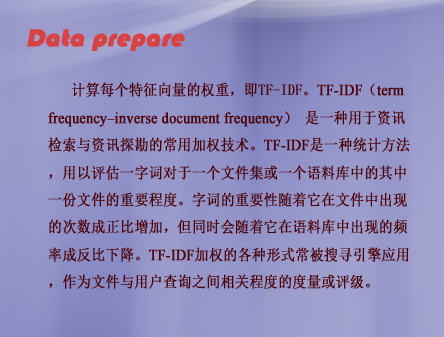 Data prepare
计算每个特征向量的权重，即TF-IDF。TF-IDF（term
frequency–inverse document frequency） 是一种用于资讯
检索与资讯探勘的常用加权技术。TF-IDF是一种统计方法
，用以评估一字词对于一个文件集或一个语料库中的其中
一份文件的重要程度。字词的重要性随着它在文件中出现
的次数成正比增加，但同时会随着它在语料库中出现的频
率成反比下降。TF-IDF加权的各种形式常被搜寻引擎应用
，作为文件与用户查询之间相关程度的度量或评级。